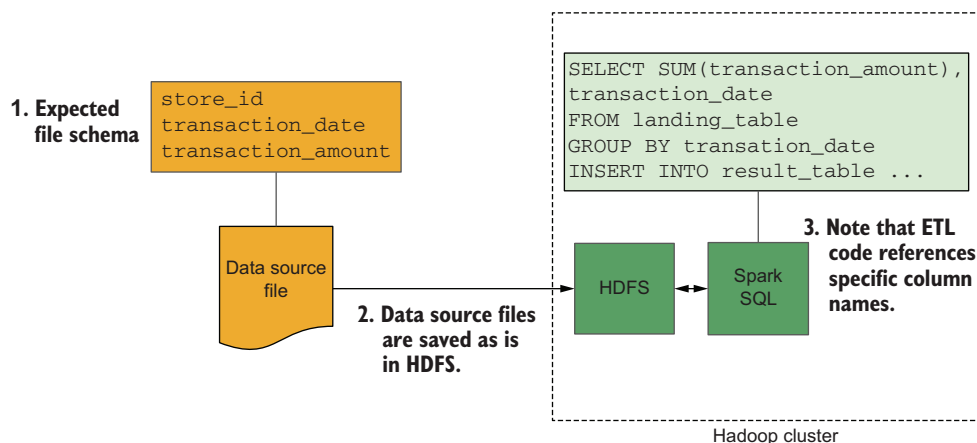 1. Expected
file schema
store_id
transaction_date
transaction_amount
Data source
file
2. Data source files
are saved as is
in HDFS.
SELECT SUM(transaction_amount),
transaction_date
FROM landing_table
GROUP BY transation_date
INSERT INTO result_table ...
HDFS
Spark
SQL
3. Note that ETL
code references
specific column
names.
Hadoop cluster